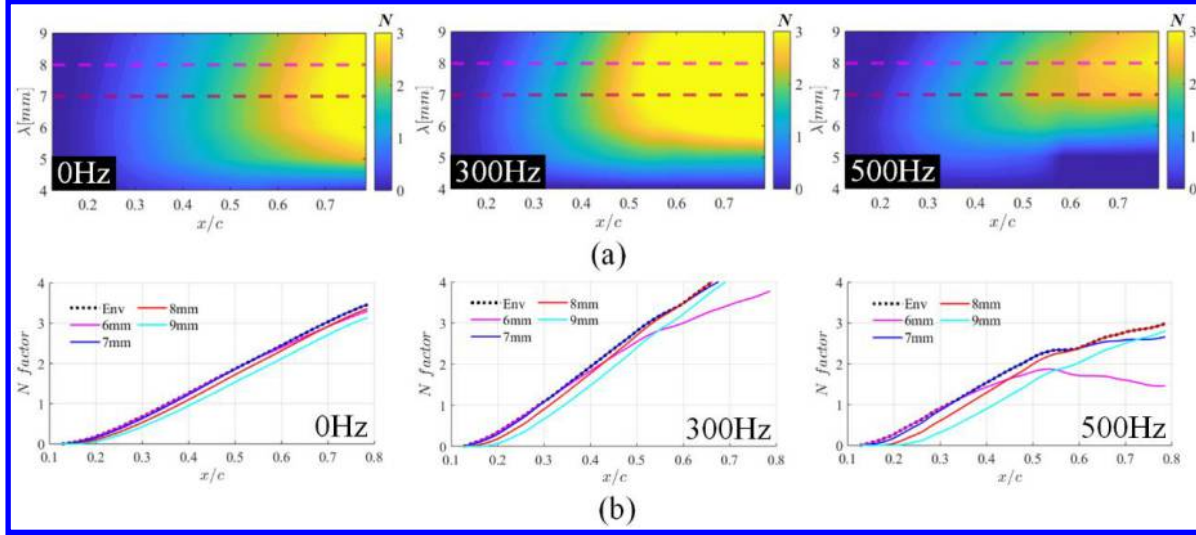 N N N
9 8 7 6 5 4 λ[mm] 0Hz 0.2 0.3 0.4 0.5 0.6 0.7 x/c 3 2 1 0
9 8 7 6 5 4 λ[mm] 300Hz 0.2 0.3 0.4 0.5 0.6 0.7 x/c 3 2 1 0
9 8 7 6 5 4 λ[mm] 500Hz 0.2 0.3 0.4 0.5 0.6 0.7 x/c 3 2 1 0
(a)
4 3 2 1 0 N factor Env 6mm 7mm 8mm 9mm 0Hz 0.1 0.2 0.3 0.4 0.5 0.6 0.7 0.8 x/c
4 3 2 1 0 N factor Env 6mm 7mm 8mm 9mm 300Hz 0.1 0.2 0.3 0.4 0.5 0.6 0.7 0.8 x/c
4 3 2 1 0 N factor Env 6mm 7mm 8mm 9mm 500Hz 0.1 0.2 0.3 0.4 0.5 0.6 0.7 0.8 x/c
(b)